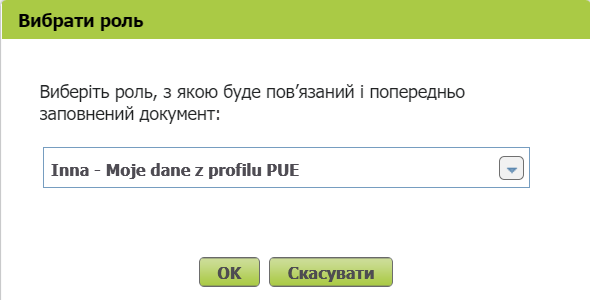 Вибрати роль
Виберіть роль, з якою буде пов’язаний і попередньо
заповнений документ:
Inna - Moje dane z profilu PUE
OK Скасувати